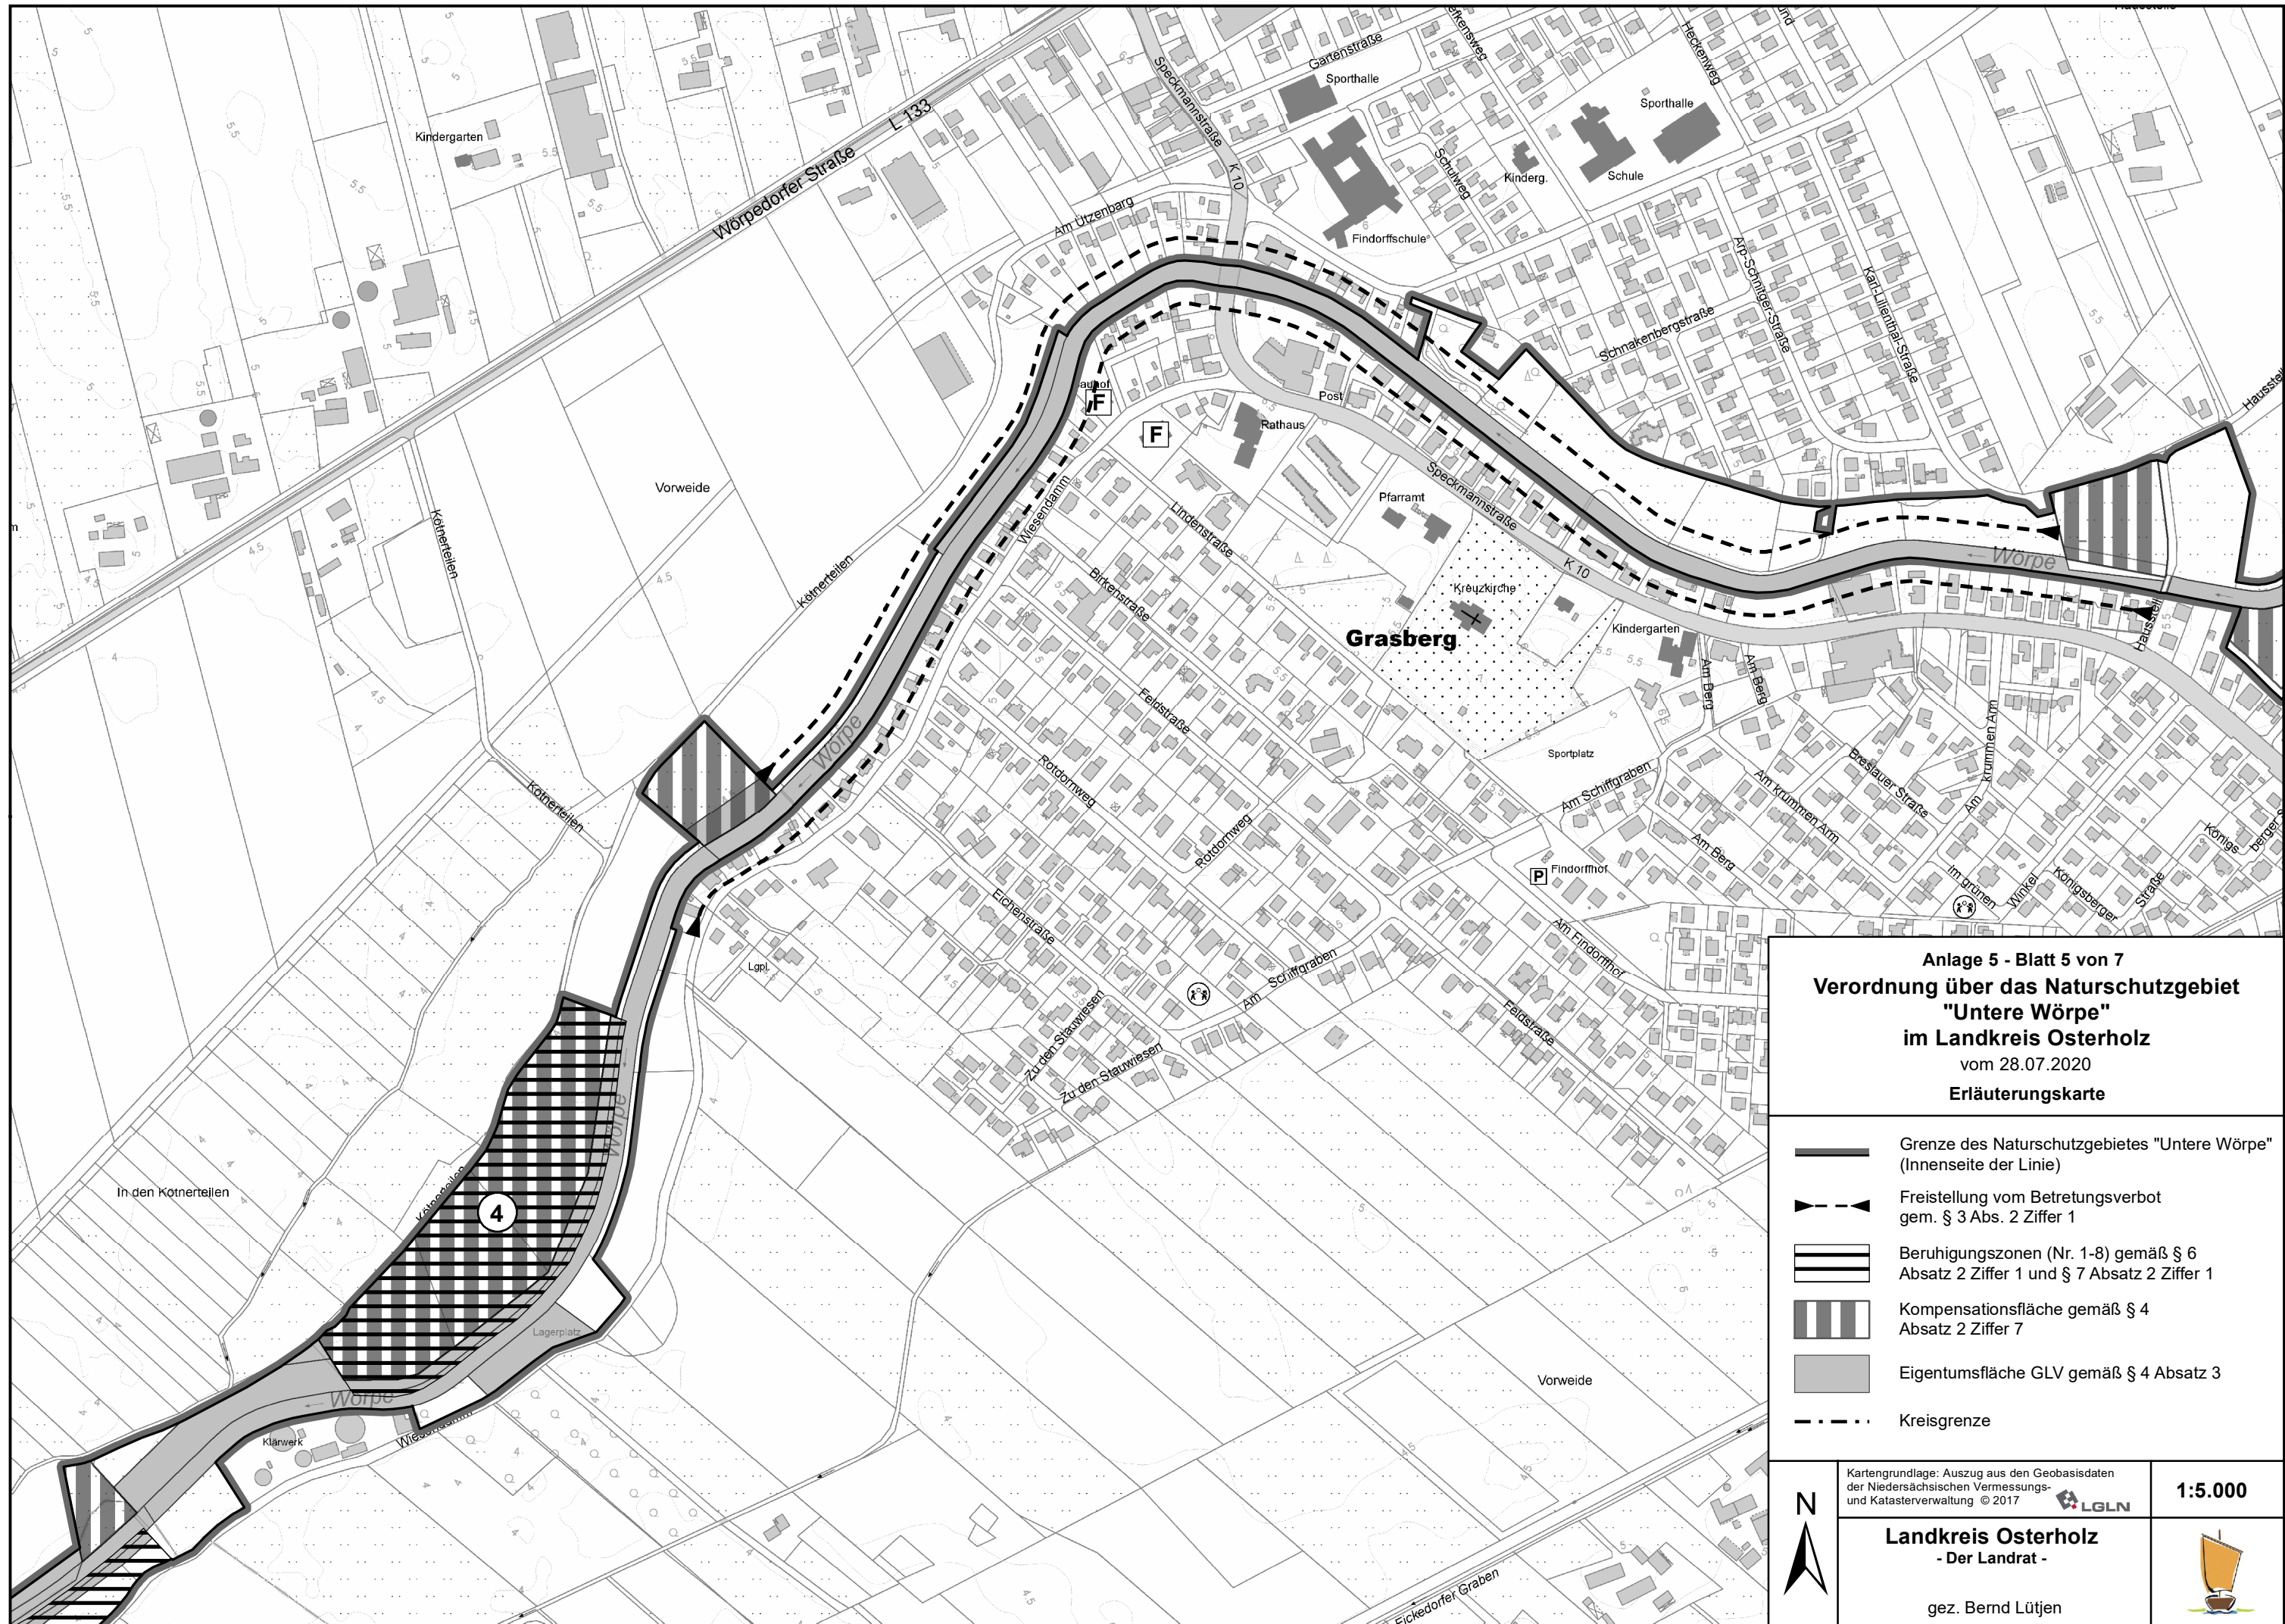 Kindergarten
L 133
Wörpedorfer Straße
Speckmannstraße
K 10
Gartenstraße
Sporthalle
Heckenweg
Sporthalle
Schulweg
Kinderg.
Schule
Findorffschule
Am Ützenbarg
Arp-Schnitger-Straße
Karl-Lilienthal-Straße
Schnakenbergstraße
F
F
Post
Rathaus
Vorweide
Kötnerteilen
Kötnerteilen
Wiesendamm
Lindenstraße
Pfarramt
Speckmannstraße
K 10
Wörpe
Birkenstraße
Kreuzkirche
Grasberg
Kindergarten
Am Berg
Am Berg
Feldstraße
Wörpe
Sportplatz
Rotdornweg
Am Schiffgraben
Breslauer Straße
Am krummen Arm
Am
krummen Arm
Kötnerteilen
Rotdornweg
Am Berg
Königs
berger
P
Findorffhof
Im grünen
Winkel
Königsberger
Straße
Eichenstraße
Am Findorffhof
Lgpl.
Am Schiffgraben
Feldstraße
Zu den Stauwiesen
Zu den Stauwiesen
Wörpe
In den Kötnerteilen
4
Lagerplatz
Vorweide
Wörpe
Klärwerk
Eickedorfer Graben
Anlage 5 - Blatt 5 von 7
Verordnung über das Naturschutzgebiet
"Untere Wörpe"
im Landkreis Osterholz
vom 28.07.2020
Erläuterungskarte
Grenze des Naturschutzgebietes "Untere Wörpe"
(Innenseite der Linie)
Freistellung vom Betretungsverbot
gem. § 3 Abs. 2 Ziffer 1
Beruhigungszonen (Nr. 1-8) gemäß § 6
Absatz 2 Ziffer 1 und § 7 Absatz 2 Ziffer 1
Kompensationsfläche gemäß § 4
Absatz 2 Ziffer 7
Eigentumsfläche GLV gemäß § 4 Absatz 3
Kreisgrenze
N
Kartengrundlage: Auszug aus den Geobasisdaten
der Niedersächsischen Vermessungs-
und Katasterverwaltung © 2017
LGLN
1:5.000
Landkreis Osterholz
- Der Landrat -
gez. Bernd Lütjen